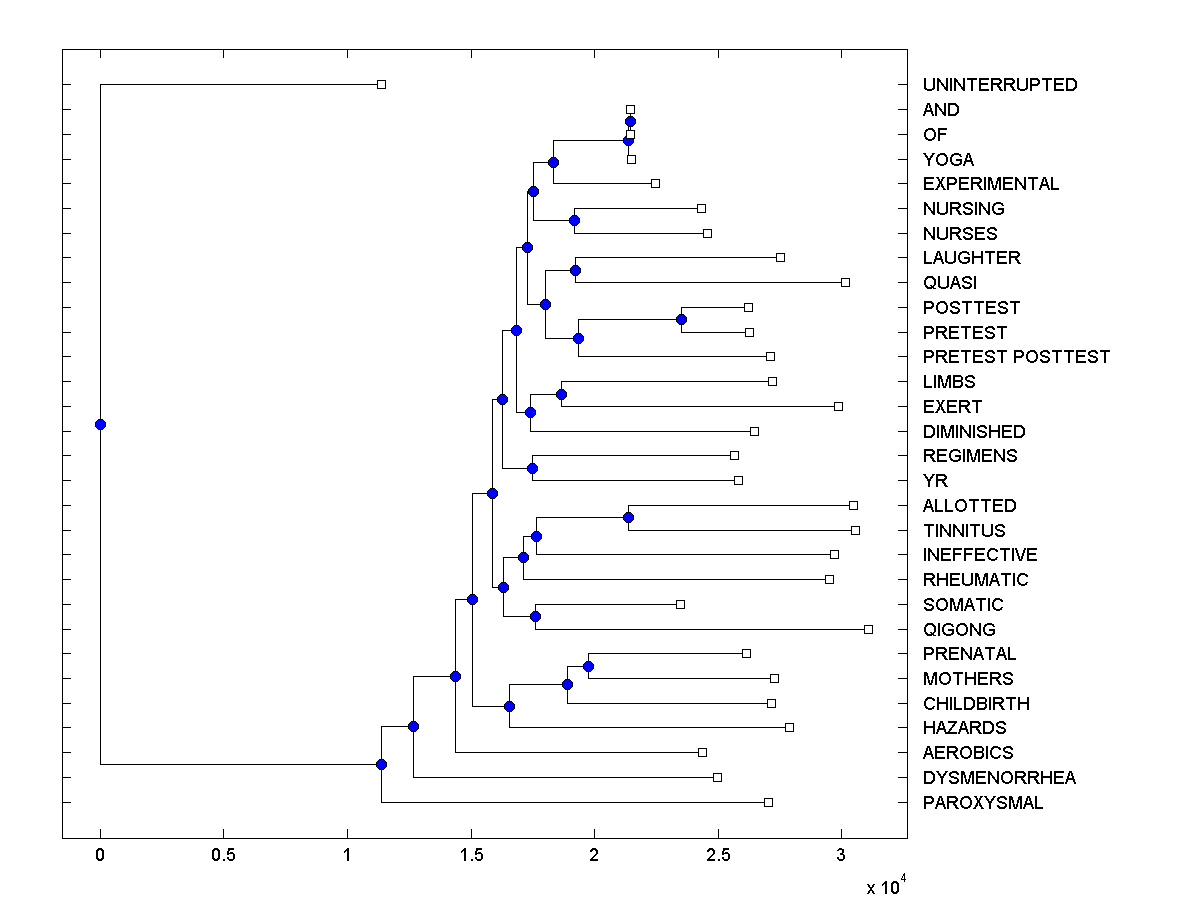 UNINTERRUPTED
AND
OF
YOGA
EXPERIMENTAL
NURSING
NURSES
LAUGHTER
QUASI
POSTTEST
PRETEST
PRETEST POSTTEST
LIMBS
EXERT
DIMINISHED
REGIMENS
YR
ALLOTTED
TINNITUS
INEFFECTIVE
RHEUMATIC
SOMATIC
QIGONG
PRENATAL
MOTHERS
CHILDBIRTH
HAZARDS
AEROBICS
DYSMENORRHEA
PAROXYSMAL
0 0.5 1 1.5 2 2.5 3
x 10^4